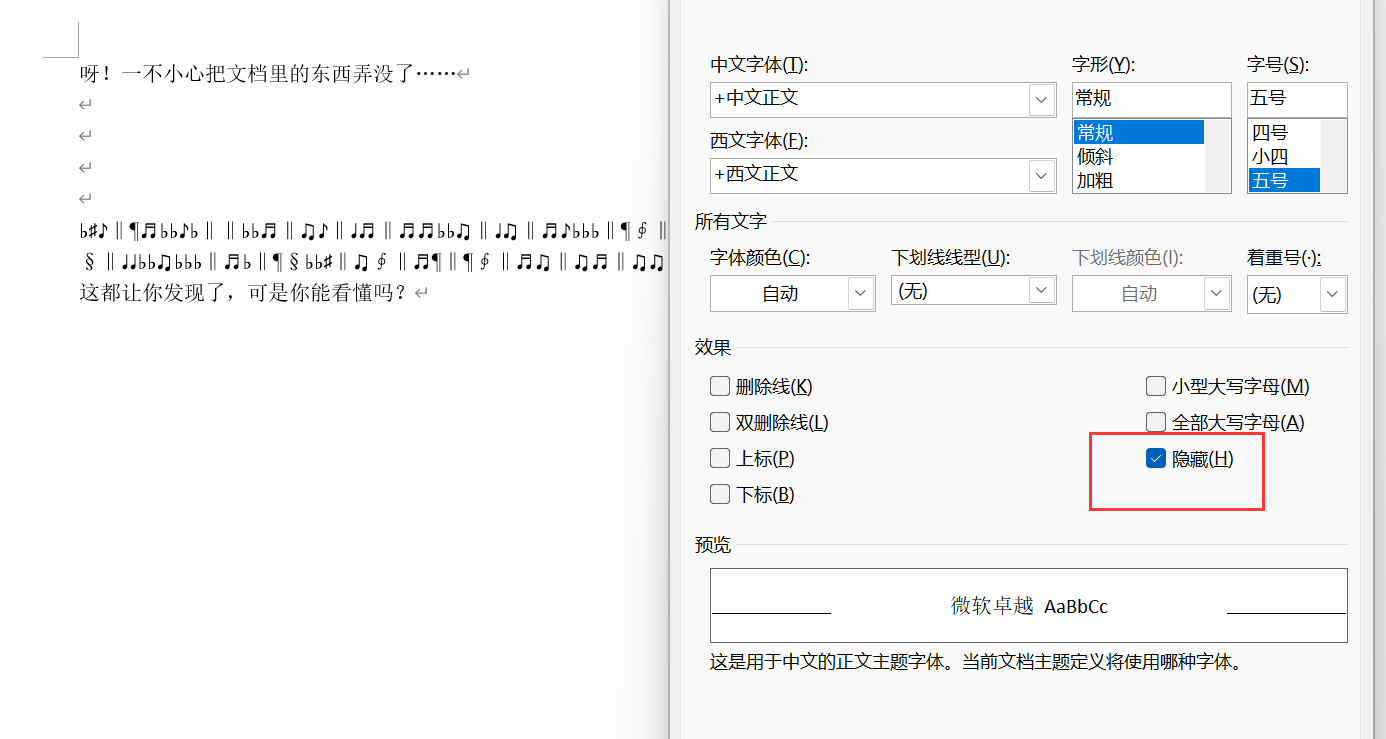 呀！一不小心把文档里的东西弄没了……↵
↵
↵
↵
↵
♭♯♪‖¶♬♭♭♪♭‖‖♭♭♬‖♫♪‖♩♬‖♬♬♭♭♫‖♩♫‖♬♪♭♭♭‖¶∮‖
§‖♩♩♭♭♫♭♭♭‖♬♭‖¶§♭♭♯‖♫∮‖♬¶‖¶∮‖♬♫‖♫♬‖♫♫
这都让你发现了，可是你能看懂吗？↵
中文字体(T):
字形(Y):
字号(S):
+中文正文
常规
五号
常规
四号
西文字体(F):
倾斜
小四
+西文正文
加粗
五号
所有文字
字体颜色(C):
下划线线型(U):
下划线颜色(I):
着重号(·):
自动
(无)
自动
(无)
效果
删除线(K)
小型大写字母(M)
双删除线(L)
全部大写字母(A)
上标(P)
隐藏(H)
下标(B)
预览
微软卓越 AaBbCc
这是用于中文的正文主题字体。当前文档主题定义将使用哪种字体。